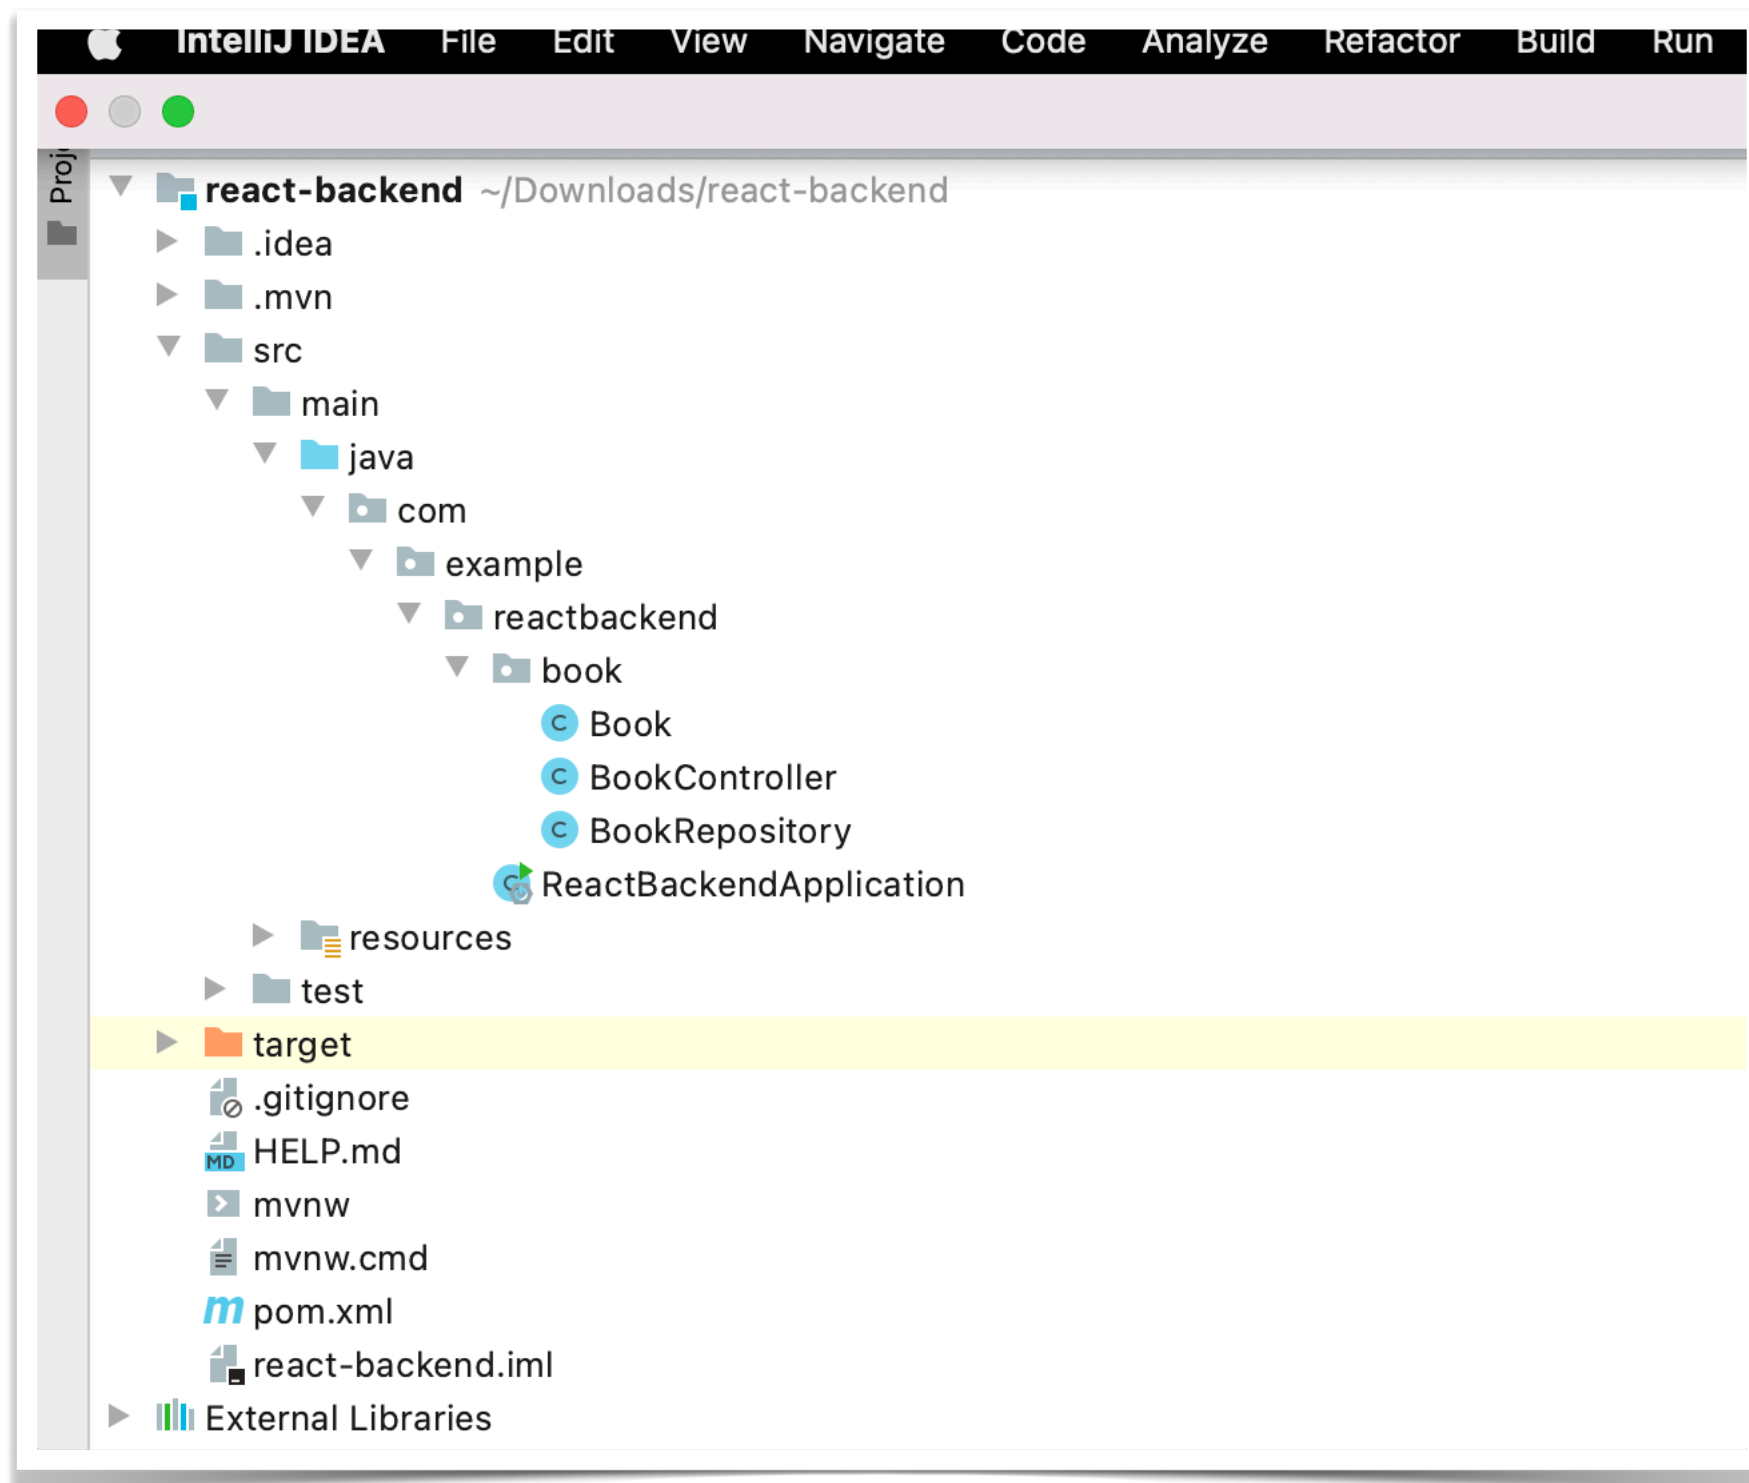 IntelliJ IDEA File Edit View Navigate Code Analyze Refactor Build Run
Proj
react-backend ~/Downloads/react-backend
.idea
.mvn
src
main
java
com
example
reactbackend
book
C Book
C BookController
C BookRepository
C ReactBackendApplication
resources
test
target
.gitignore
MD HELP.md
mvnw
mvnw.cmd
m pom.xml
react-backend.iml
External Libraries